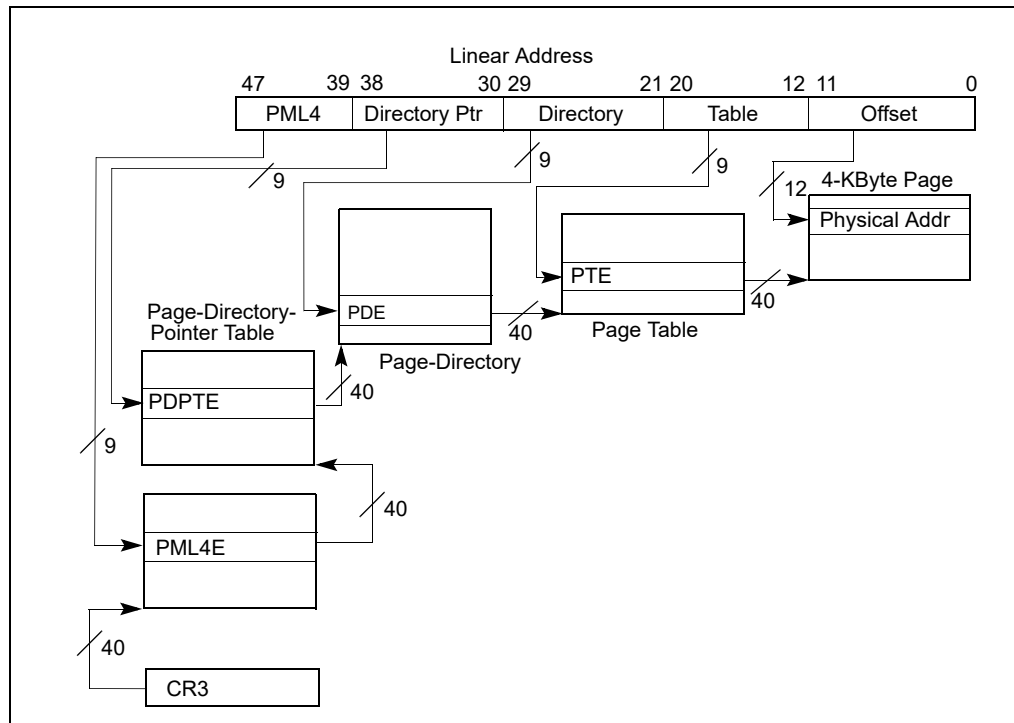 Linear Address
47 39 38 30 29 21 20 12 11 0
PML4 Directory Ptr Directory Table Offset
9 9 9 12 4-KByte Page
Physical Addr
PTE
40 40
PDE
Page-Directory-
Pointer Table
Page Table
Page-Directory
PDPTE 40
9
40
PML4E
40
CR3